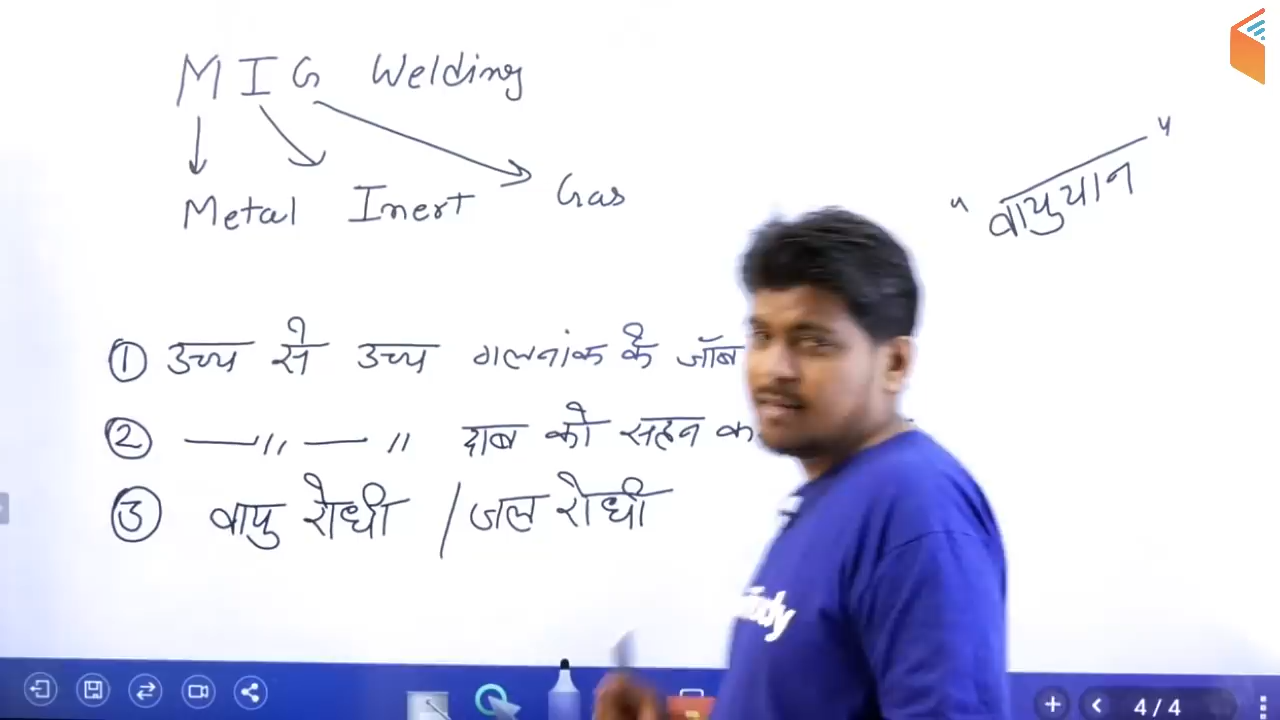 MIG Welding
Metal Inert Gas
" वायुयान "
① उच्च से उच्च गलनांक के जॉब
② —〃— 〃 दाब को सहन क
③ वायु रोधी / जल रोधी
4 / 4